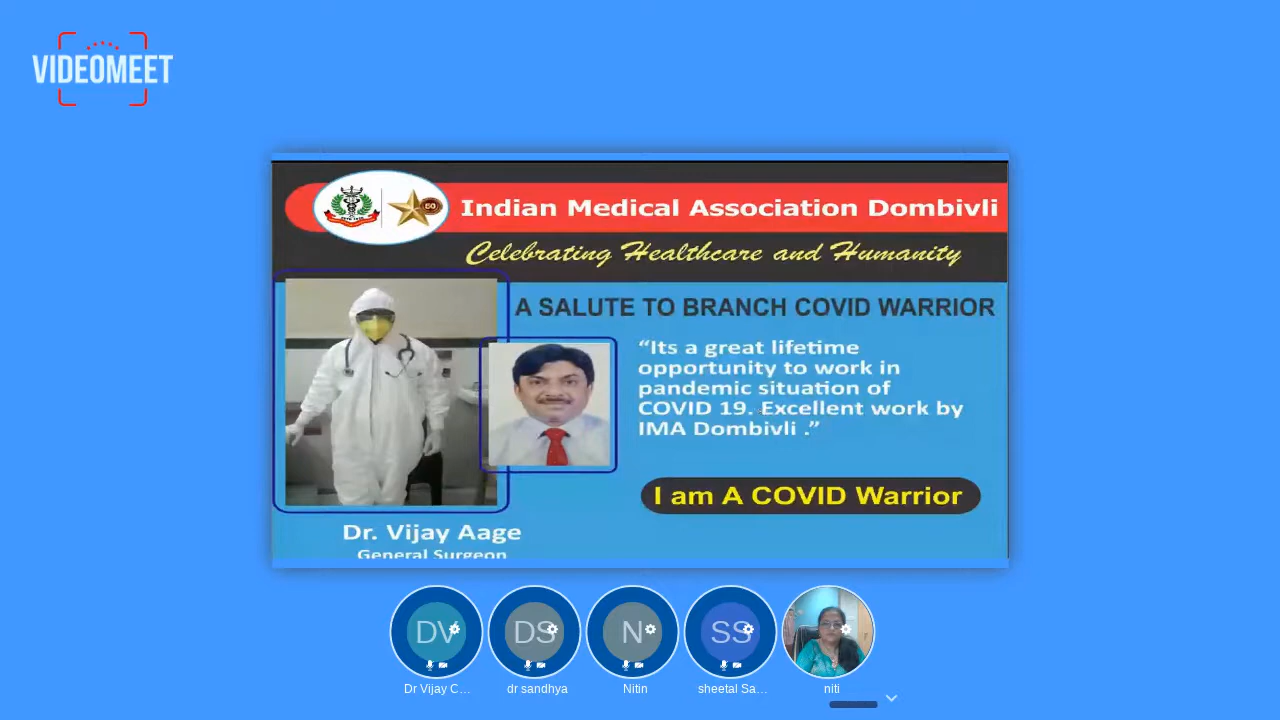 VIDEOMEET
Indian Medical Association Dombivli
Celebrating Healthcare and Humanity
A SALUTE TO BRANCH COVID WARRIOR
“Its a great lifetime
opportunity to work in
pandemic situation of
COVID 19. Excellent work by
IMA Dombivli .”
I am A COVID Warrior
Dr. Vijay Aage
General Surgeon
DV DS N SS
Dr Vijay C... dr sandhya Nitin sheetal Sa... niti